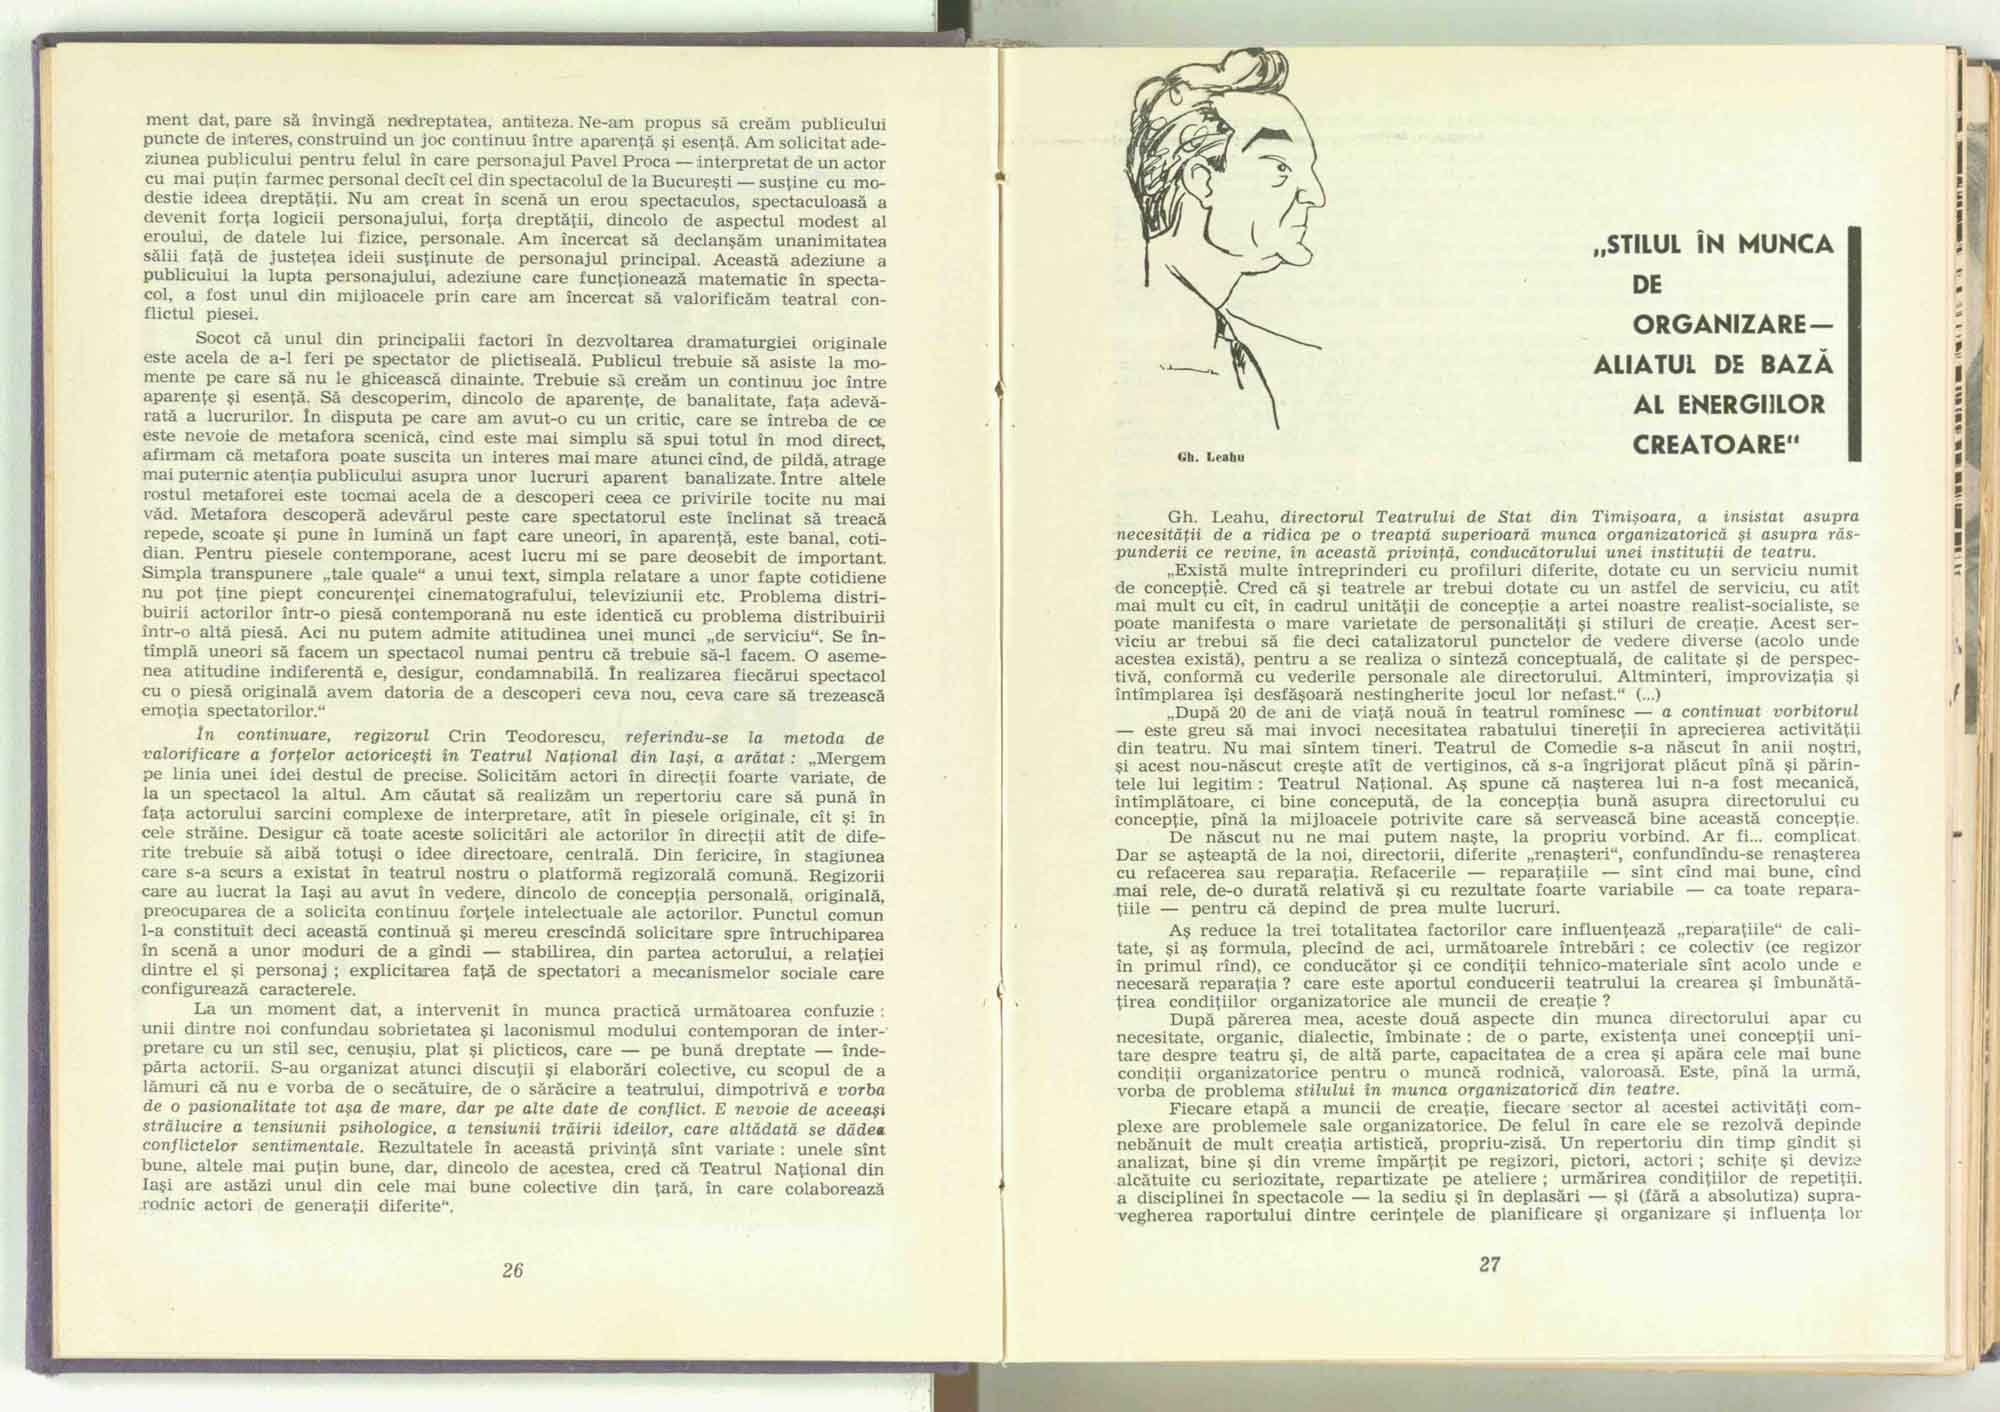 ment dat, pare să învingă nedreptatea, antiteza. Ne-am propus să creăm publicului
puncte de interes, construind un joc continuu între aparență și esență. Am solicitat ade-
ziunea publicului pentru felul în care personajul Pavel Proca — interpretat de un actor
cu mai puțin farmec personal decît cel din spectacolul de la București — susține cu mo-
destie ideea dreptății. Nu am creat în scenă un erou spectaculos, spectaculoasă a
devenit forța logicii personajului, forța dreptății, dincolo de aspectul modest al
eroului, de datele lui fizice, personale. Am încercat să declanșăm unanimitatea
sălii față de justețea ideii susținute de personajul principal. Această adeziune a
publicului la lupta personajului, adeziune care funcționează matematic în specta-
col, a fost unul din mijloacele prin care am încercat să valorificăm teatral con-
flictul piesei.
Socot că unul din principalii factori în dezvoltarea dramaturgiei originale
este acela de a-l feri pe spectator de plictiseală. Publicul trebuie să asiste la mo-
mente pe care să nu le ghicească dinainte. Trebuie să creăm un continuu joc între
aparențe și esență. Să descoperim, dincolo de aparențe, de banalitate, fața adevă-
rată a lucrurilor. În disputa pe care am avut-o cu un critic, care se întreba de ce
este nevoie de metafora scenică, cînd este mai simplu să spui totul în mod direct,
afirmam că metafora poate suscita un interes mai mare atunci cînd, de pildă, atrage
mai puternic atenția publicului asupra unor lucruri aparent banalizate. Între altele
rostul metaforei este tocmai acela de a descoperi ceea ce privirile tocite nu mai
văd. Metafora descoperă adevărul peste care spectatorul este înclinat să treacă
repede, scoate și pune în lumină un fapt care uneori, în aparență, este banal, coti-
dian. Pentru piesele contemporane, acest lucru mi se pare deosebit de important.
Simpla transpunere „tale quale“ a unui text, simpla relatare a unor fapte cotidiene
nu pot ține piept concurenței cinematografului, televiziunii etc. Problema distri-
buirii actorilor într-o piesă contemporană nu este identică cu problema distribuirii
într-o altă piesă. Aci nu putem admite atitudinea unei munci „de serviciu“. Se în-
tîmplă uneori să facem un spectacol numai pentru că trebuie să-l facem. O aseme-
nea atitudine indiferentă e, desigur, condamnabilă. În realizarea fiecărui spectacol
cu o piesă originală avem datoria de a descoperi ceva nou, ceva care să trezească
emoția spectatorilor.“
În continuare, regizorul Crin Teodorescu, referindu-se la metoda de
valorificare a forțelor actoricești în Teatrul Național din Iași, a arătat : „Mergem
pe linia unei idei destul de precise. Solicităm actori în direcții foarte variate, de
la un spectacol la altul. Am căutat să realizăm un repertoriu care să pună în
fața actorului sarcini complexe de interpretare, atît în piesele originale, cît și în
cele străine. Desigur că toate aceste solicitări ale actorilor în direcții atît de dife-
rite trebuie să aibă totuși o idee directoare, centrală. Din fericire, în stagiunea
care s-a scurs a existat în teatrul nostru o platformă regizorală comună. Regizorii
care au lucrat la Iași au avut în vedere, dincolo de concepția personală, originală,
preocuparea de a solicita continuu forțele intelectuale ale actorilor. Punctul comun
l-a constituit deci această continuă și mereu crescîndă solicitare spre întruchiparea
în scenă a unor moduri de a gîndi — stabilirea, din partea actorului, a relației
dintre el și personaj ; explicitarea față de spectatori a mecanismelor sociale care
configurează caracterele.
La un moment dat, a intervenit în munca practică următoarea confuzie :
unii dintre noi confundau sobrietatea și laconismul modului contemporan de inter-
pretare cu un stil sec, cenușiu, plat și plicticos, care — pe bună dreptate — înde-
părta actorii. S-au organizat atunci discuții și elaborări colective, cu scopul de a
lămuri că nu e vorba de o secătuire, de o sărăcire a teatrului, dimpotrivă e vorba
de o pasionalitate tot așa de mare, dar pe alte date de conflict. E nevoie de aceeași
strălucire a tensiunii psihologice, a tensiunii trăirii ideilor, care altădată se dădea
conflictelor sentimentale. Rezultatele în această privință sînt variate : unele sînt
bune, altele mai puțin bune, dar, dincolo de acestea, cred că Teatrul Național din
Iași are astăzi unul din cele mai bune colective din țară, în care colaborează
rodnic actori de generații diferite“.
26
„STILUL ÎN MUNCA
DE
ORGANIZARE—
ALIATUL DE BAZĂ
AL ENERGIILOR
CREATOARE“
Gh. Leahu
Gh. Leahu, directorul Teatrului de Stat din Timișoara, a insistat asupra
necesității de a ridica pe o treaptă superioară munca organizatorică și asupra răs-
punderii ce revine, în această privință, conducătorului unei instituții de teatru.
„Există multe întreprinderi cu profiluri diferite, dotate cu un serviciu numit
de concepție. Cred că și teatrele ar trebui dotate cu un astfel de serviciu, cu atît
mai mult cu cît, în cadrul unității de concepție a artei noastre realist-socialiste, se
poate manifesta o mare varietate de personalități și stiluri de creație. Acest ser-
viciu ar trebui să fie deci catalizatorul punctelor de vedere diverse (acolo unde
acestea există), pentru a se realiza o sinteză conceptuală, de calitate și de perspec-
tivă, conformă cu vederile personale ale directorului. Altminteri, improvizația și
întîmplarea își desfășoară nestingherite jocul lor nefast.“ (...)
„După 20 de ani de viață nouă în teatrul romînesc — a continuat vorbitorul
— este greu să mai invoci necesitatea rabatului tinereții în aprecierea activității
din teatru. Nu mai sîntem tineri. Teatrul de Comedie s-a născut în anii noștri,
și acest nou-născut crește atît de vertiginos, că s-a îngrijorat plăcut pînă și părin-
tele lui legitim : Teatrul Național. Aș spune că nașterea lui n-a fost mecanică,
întîmplătoare, ci bine concepută, de la concepția bună asupra directorului cu
concepție, pînă la mijloacele potrivite care să servească bine această concepție.
De născut nu ne mai putem naște, la propriu vorbind. Ar fi... complicat.
Dar se așteaptă de la noi, directorii, diferite „renașteri“, confundîndu-se renașterea
cu refacerea sau reparația. Refacerile — reparațiile — sînt cînd mai bune, cînd
mai rele, de-o durată relativă și cu rezultate foarte variabile — ca toate repara-
țiile — pentru că depind de prea multe lucruri.
Aș reduce la trei totalitatea factorilor care influențează „reparațiile“ de cali-
tate, și aș formula, plecînd de aci, următoarele întrebări : ce colectiv (ce regizor
în primul rînd), ce conducător și ce condiții tehnico-materiale sînt acolo unde e
necesară reparația ? care este aportul conducerii teatrului la crearea și îmbunătă-
țirea condițiilor organizatorice ale muncii de creație ?
După părerea mea, aceste două aspecte din munca directorului apar cu
necesitate, organic, dialectic, îmbinate : de o parte, existența unei concepții uni-
tare despre teatru și, de altă parte, capacitatea de a crea și apăra cele mai bune
condiții organizatorice pentru o muncă rodnică, valoroasă. Este, pînă la urmă,
vorba de problema stilului în munca organizatorică din teatre.
Fiecare etapă a muncii de creație, fiecare sector al acestei activități com-
plexe are problemele sale organizatorice. De felul în care ele se rezolvă depinde
nebănuit de mult creația artistică, propriu-zisă. Un repertoriu din timp gîndit și
analizat, bine și din vreme împărțit pe regizori, pictori, actori ; schițe și devize
alcătuite cu seriozitate, repartizate pe ateliere ; urmărirea condițiilor de repetiții.
a disciplinei în spectacole — la sediu și în deplasări — și (fără a absolutiza) supra-
vegherea raportului dintre cerințele de planificare și organizare și influența lor
27